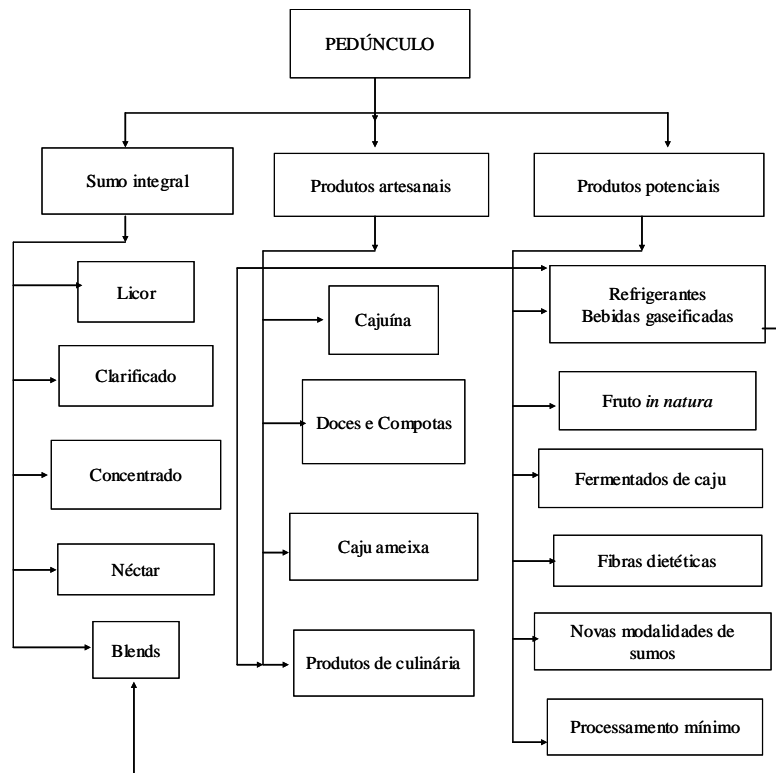 PEDÚNCULO
Sumo integral
Produtos artesanais
Produtos potenciais
Licor
Clarificado
Concentrado
Néctar
Blends
Cajuína
Doces e Compotas
Caju ameixa
Produtos de culinária
Refrigerantes
Bebidas gaseificadas
Fruto in natura
Fermentados de caju
Fibras dietéticas
Novas modalidades de
sumos
Processamento mínimo